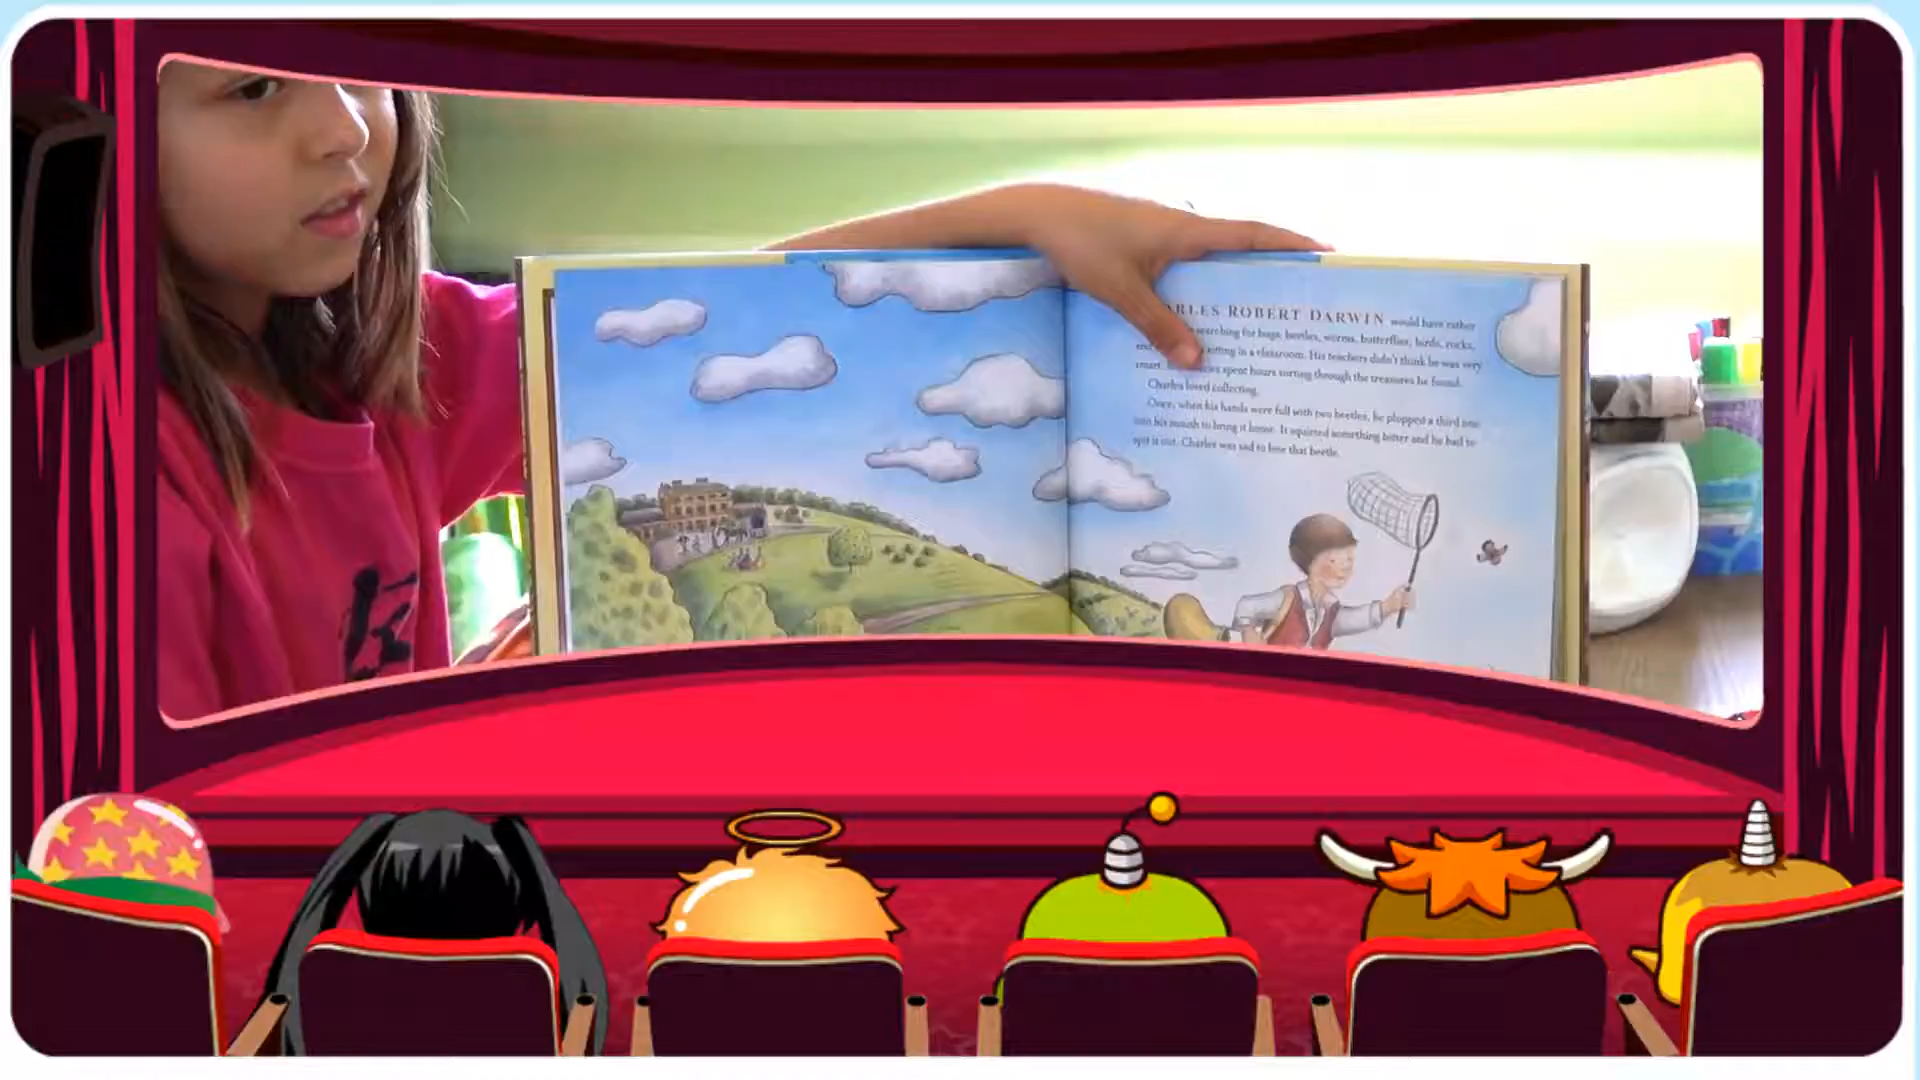 ARLES ROBERT DARWIN would have rather
searching for bugs, beetles, worms, butterflies, birds, rocks,
sitting in a classroom. His teachers didn't think he was very
smart. spent hours sorting through the treasures he found.
Charles loved collecting.
Once, when his hands were full with two beetles, he plopped a third one
into his mouth to bring it home. It squirted something bitter and he had to
spit it out. Charles was sad to lose that beetle.